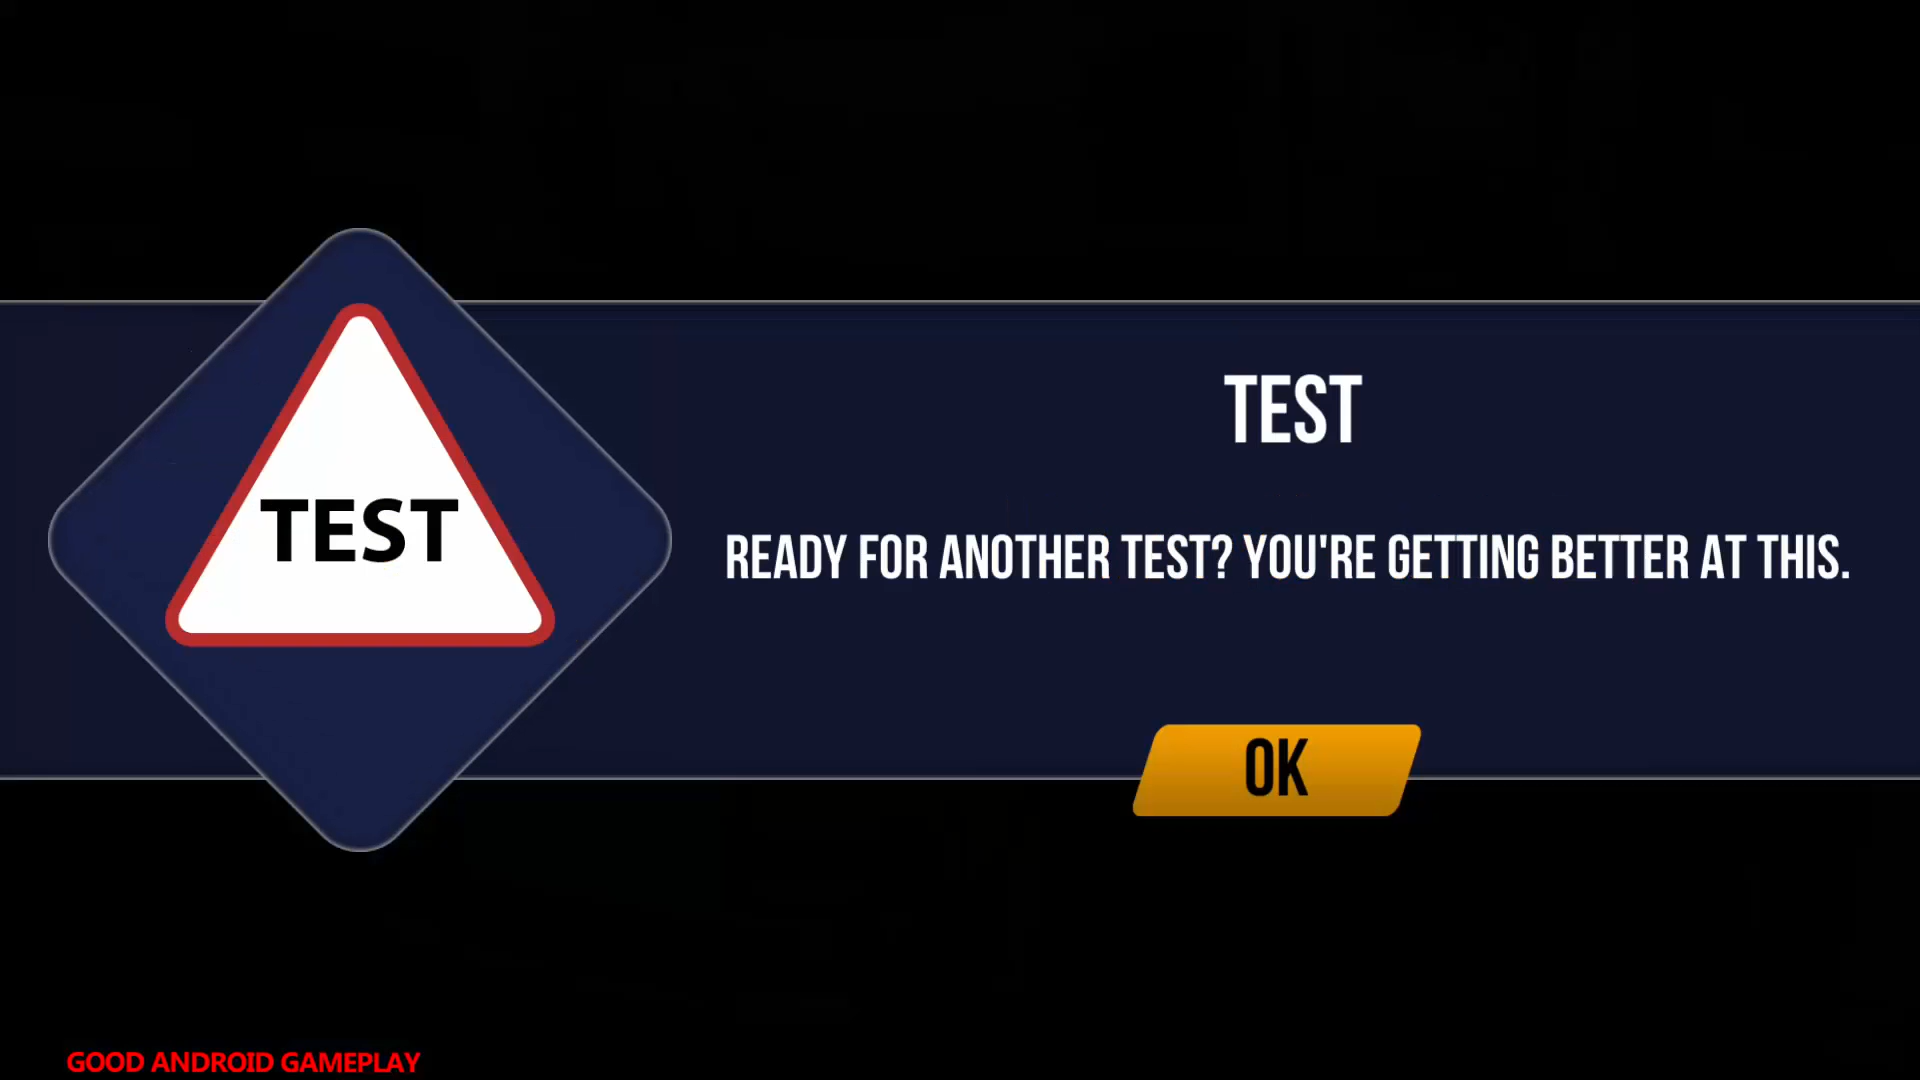 TEST
TEST
READY FOR ANOTHER TEST? YOU'RE GETTING BETTER AT THIS.
OK
GOOD ANDROID GAMEPLAY